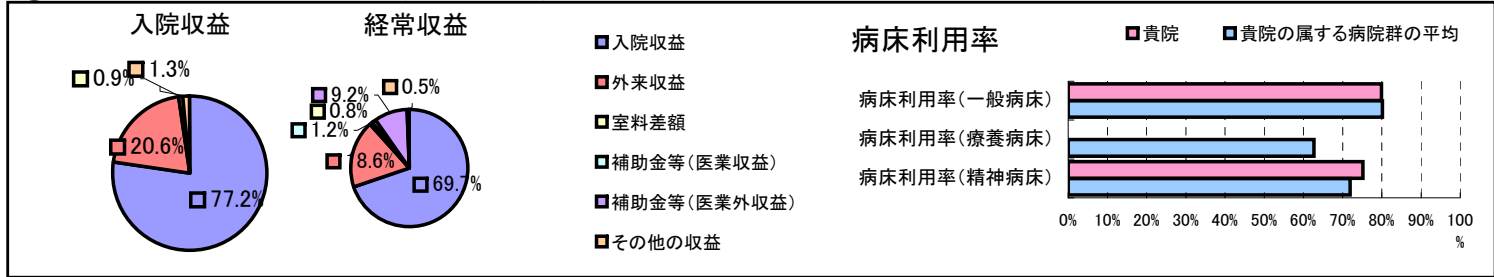 入院収益
0.9%
1.3%
20.6%
77.2%
経常収益
9.2%
0.5%
0.8%
1.2%
18.6%
69.7%
入院収益
外来収益
室料差額
補助金等(医業収益)
補助金等(医業外収益)
その他の収益
病床利用率
貴院
貴院の属する病院群の平均
病床利用率(一般病床)
病床利用率(療養病床)
病床利用率(精神病床)
0% 10% 20% 30% 40% 50% 60% 70% 80% 90% 100
%